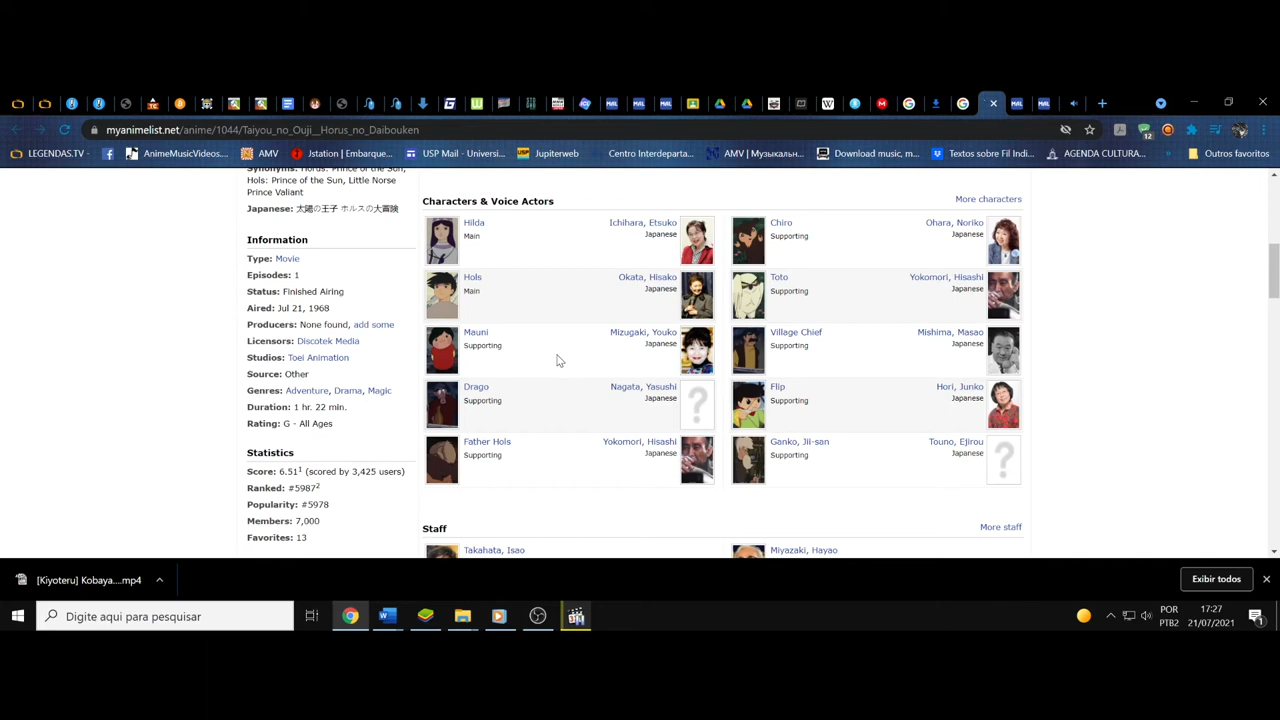 myanimelist.net/anime/1044/Taiyou_no_Ouji__Horus_no_Daibouken
LEGENDAS.TV - AnimeMusicVideos... AMV Jstation | Embarque... USP Mail - Universi... Jupiterweb Centro Interdeparta... AMV | Музыкальн... Download music, m... Textos sobre Fil Indi... AGENDA CULTURA... » Outros favoritos
Synonyms: Horus: Prince of the Sun,
Hols: Prince of the Sun, Little Norse
Prince Valiant
Japanese: 太陽の王子 ホルスの大冒険
Information
Type: Movie
Episodes: 1
Status: Finished Airing
Aired: Jul 21, 1968
Producers: None found, add some
Licensors: Discotek Media
Studios: Toei Animation
Source: Other
Genres: Adventure, Drama, Magic
Duration: 1 hr. 22 min.
Rating: G - All Ages
Statistics
Score: 6.51¹ (scored by 3,425 users)
Ranked: #5987²
Popularity: #5978
Members: 7,000
Favorites: 13
Characters & Voice Actors More characters
Hilda Ichihara, Etsuko Chiro Ohara, Noriko
Main Japanese Supporting Japanese
Hols Okata, Hisako Toto Yokomori, Hisashi
Main Japanese Supporting Japanese
Mauni Mizugaki, Youko Village Chief Mishima, Masao
Supporting Japanese Supporting Japanese
Drago Nagata, Yasushi Flip Hori, Junko
Supporting Japanese Supporting Japanese
Father Hols Yokomori, Hisashi Ganko, Jii-san Touno, Ejirou
Supporting Japanese Supporting Japanese
Staff More staff
Takahata, Isao Miyazaki, Hayao
[Kiyoteru] Kobaya....mp4 Exibir todos
Digite aqui para pesquisar
POR 17:27
PTB2 21/07/2021